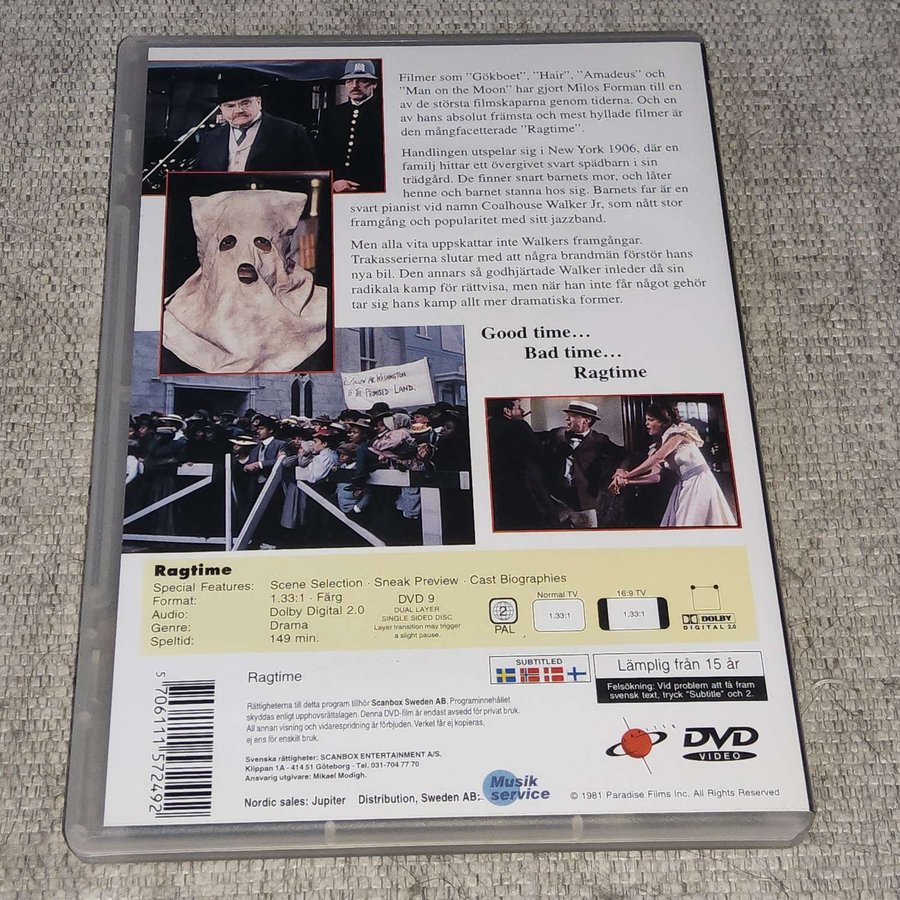 Filmer som "Gökboet", "Hair", "Amadeus" och
"Man on the Moon" har gjort Milos Forman till en
av de största filmskaparna genom tiderna. Och en
av hans absolut främsta och mest hyllade filmer är
den mångfacetterade "Ragtime".
Handlingen utspelar sig i New York 1906, där en
familj hittar ett övergivet svart spädbarn i sin
trädgård. De finner snart barnets mor, och låter
henne och barnet stanna hos sig. Barnets far är en
svart pianist vid namn Coalhouse Walker Jr, som nått stor
framgång och popularitet med sitt jazzband.
Men alla vita uppskattar inte Walkers framgångar.
Trakasserierna slutar med att några brandmän förstör hans
nya bil. Den annars så godhjärtade Walker inleder då sin
radikala kamp för rättvisa, men när han inte får något gehör
tar sig hans kamp allt mer dramatiska former.
WASHINGTON
THE PROMISED LAND.
Good time...
Bad time...
Ragtime
Ragtime
Special Features: Scene Selection · Sneak Preview · Cast Biographies
Format: 1.33:1 · Färg
Audio: Dolby Digital 2.0
Genre: Drama
Speltid: 149 min.
DVD 9
DUAL LAYER
SINGLE SIDED DISC
Layer transition may trigger
a slight pause.
2
PAL
Normal TV
1.33:1
16:9 TV
1.33:1
DOLBY
DIGITAL 2.0
Ragtime
SUBTITLED
Lämplig från 15 år
Felsökning: Vid problem att få fram
svensk text, tryck "Subtitle" och 2.
Rättigheterna till detta program tillhör Scanbox Sweden AB. Programinnehållet
skyddas enligt upphovsrättslagen. Denna DVD-film är endast avsedd för privat bruk.
All annan visning och vidarespridning är förbjuden. Verket får ej kopieras,
ej ens för enskilt bruk.
Svenska rättigheter: SCANBOX ENTERTAINMENT A/S.
Klippan 1A - 414 51 Göteborg - Tel. 031-704 77 70
Ansvarig utgivare: Mikael Modigh.
Nordic sales: Jupiter Distribution, Sweden AB:
Musik
service
DVD
VIDEO
© 1981 Paradise Films Inc. All Rights Reserved
5 706111 572492